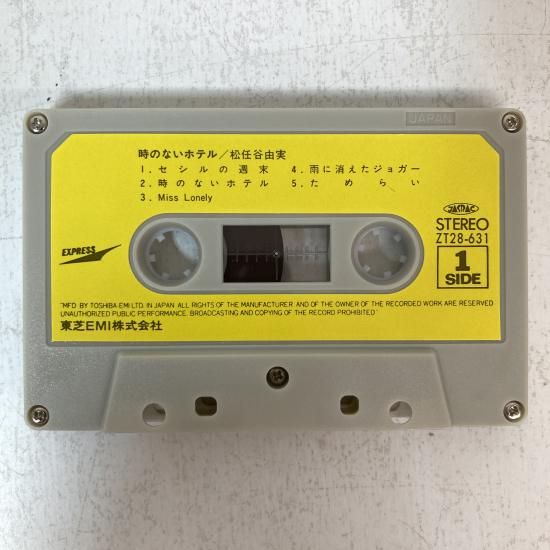 JAPAN
時のないホテル／松任谷由実
1. セシルの週末 4. 雨に消えたジョガー
2. 時のないホテル 5. ためらい
3. Miss Lonely
JASRAC
EXPRESS
STEREO
ZT28-631
1
SIDE
"MFD BY TOSHIBA-EMI LTD. IN JAPAN ALL RIGHTS OF THE MANUFACTURER AND OF THE OWNER OF THE RECORDED WORK ARE RESERVED
UNAUTHORIZED PUBLIC PERFORMANCE. BROADCASTING AND COPYING OF THE RECORD PROHIBITED"
東芝EMI株式会社